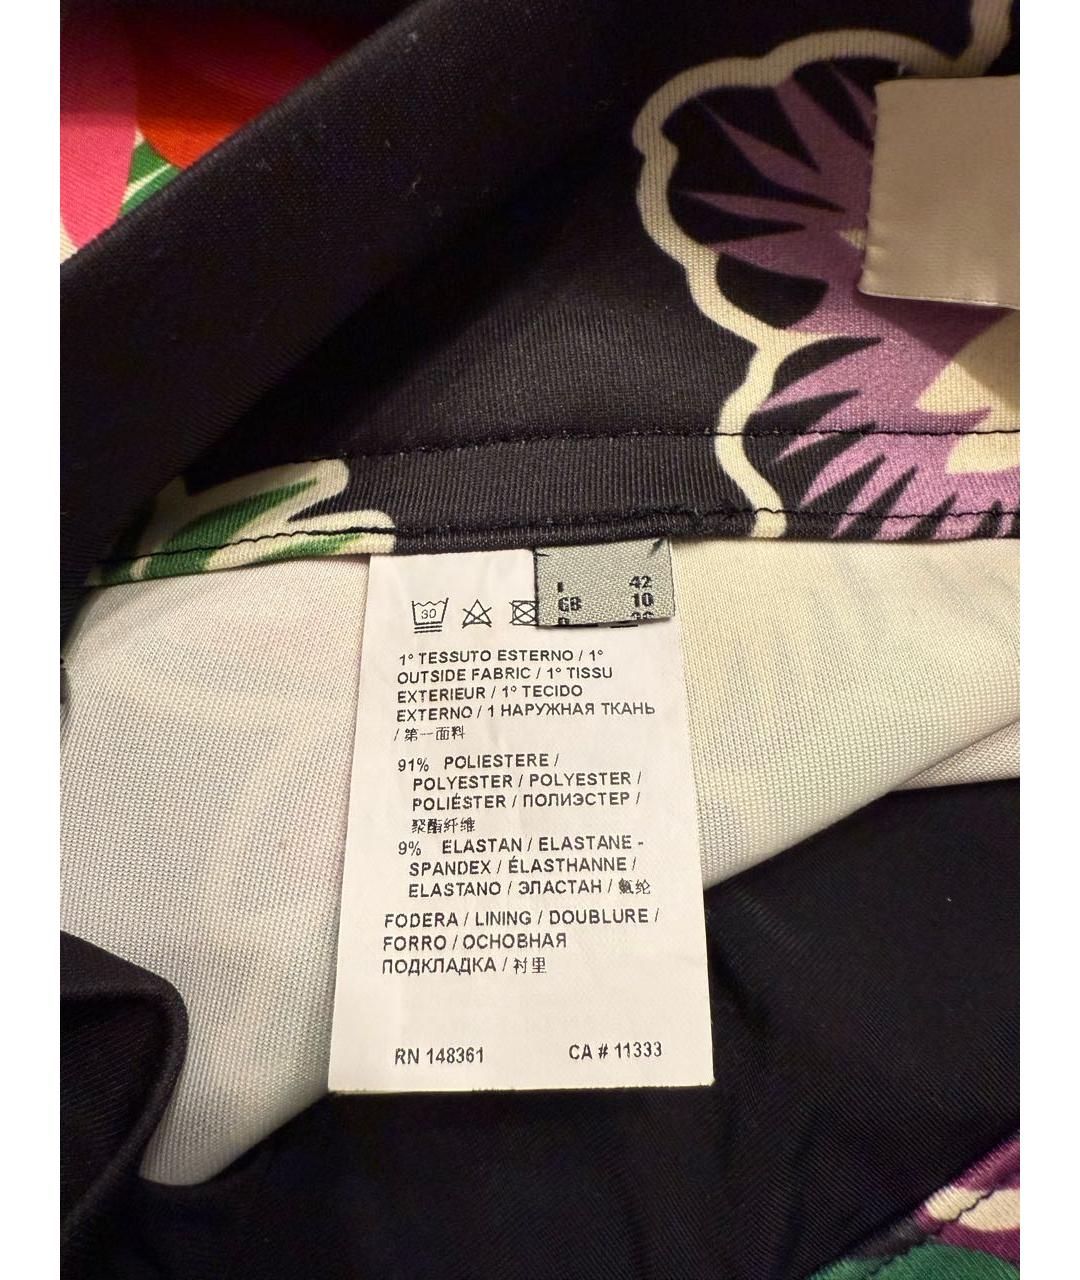 I 42
GB 10
30
1° TESSUTO ESTERNO / 1°
OUTSIDE FABRIC / 1° TISSU
EXTERIEUR / 1° TECIDO
EXTERNO / 1 НАРУЖНАЯ ТКАНЬ
/ 第一面料
91% POLIESTERE /
POLYESTER / POLYESTER /
POLIÉSTER / ПОЛИЭСТЕР /
聚酯纤维
9% ELASTAN / ELASTANE -
SPANDEX / ÉLASTHANNE /
ELASTANO / ЭЛАСТАН / 氨纶
FODERA / LINING / DOUBLURE /
FORRO / ОСНОВНАЯ
ПОДКЛАДКА / 衬里
RN 148361 CA # 11333